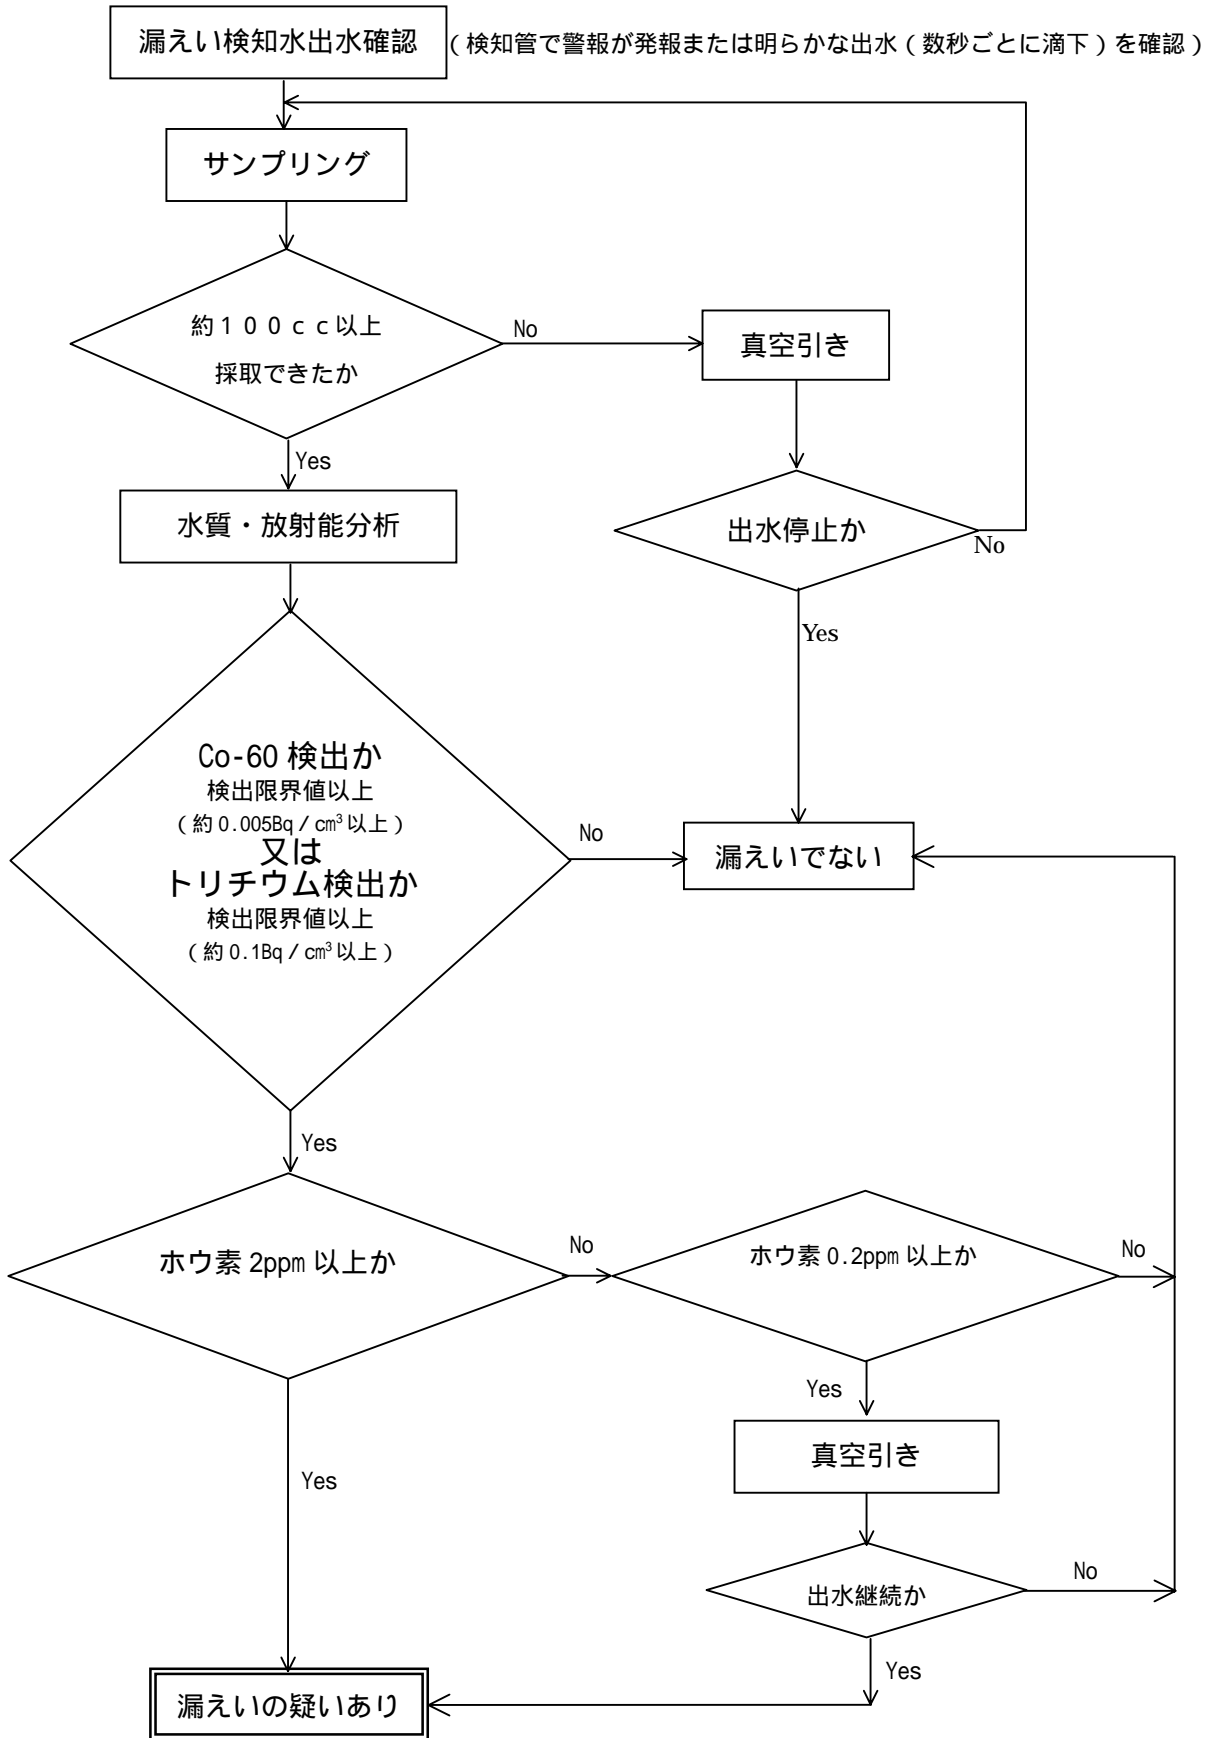 漏えい検知水出水確認
（検知管で警報が発報または明らかな出水（数秒ごとに滴下）を確認）
サンプリング
約１００ｃｃ以上
採取できたか
No
真空引き
Yes
水質・放射能分析
出水停止か
No
Yes
Co-60 検出か
検出限界値以上
（約 0.005Bq／cm³以上）
又は
トリチウム検出か
検出限界値以上
（約 0.1Bq／cm³以上）
No
漏えいでない
Yes
ホウ素 2ppm 以上か
No
ホウ素 0.2ppm 以上か
No
Yes
真空引き
Yes
出水継続か
No
Yes
漏えいの疑いあり